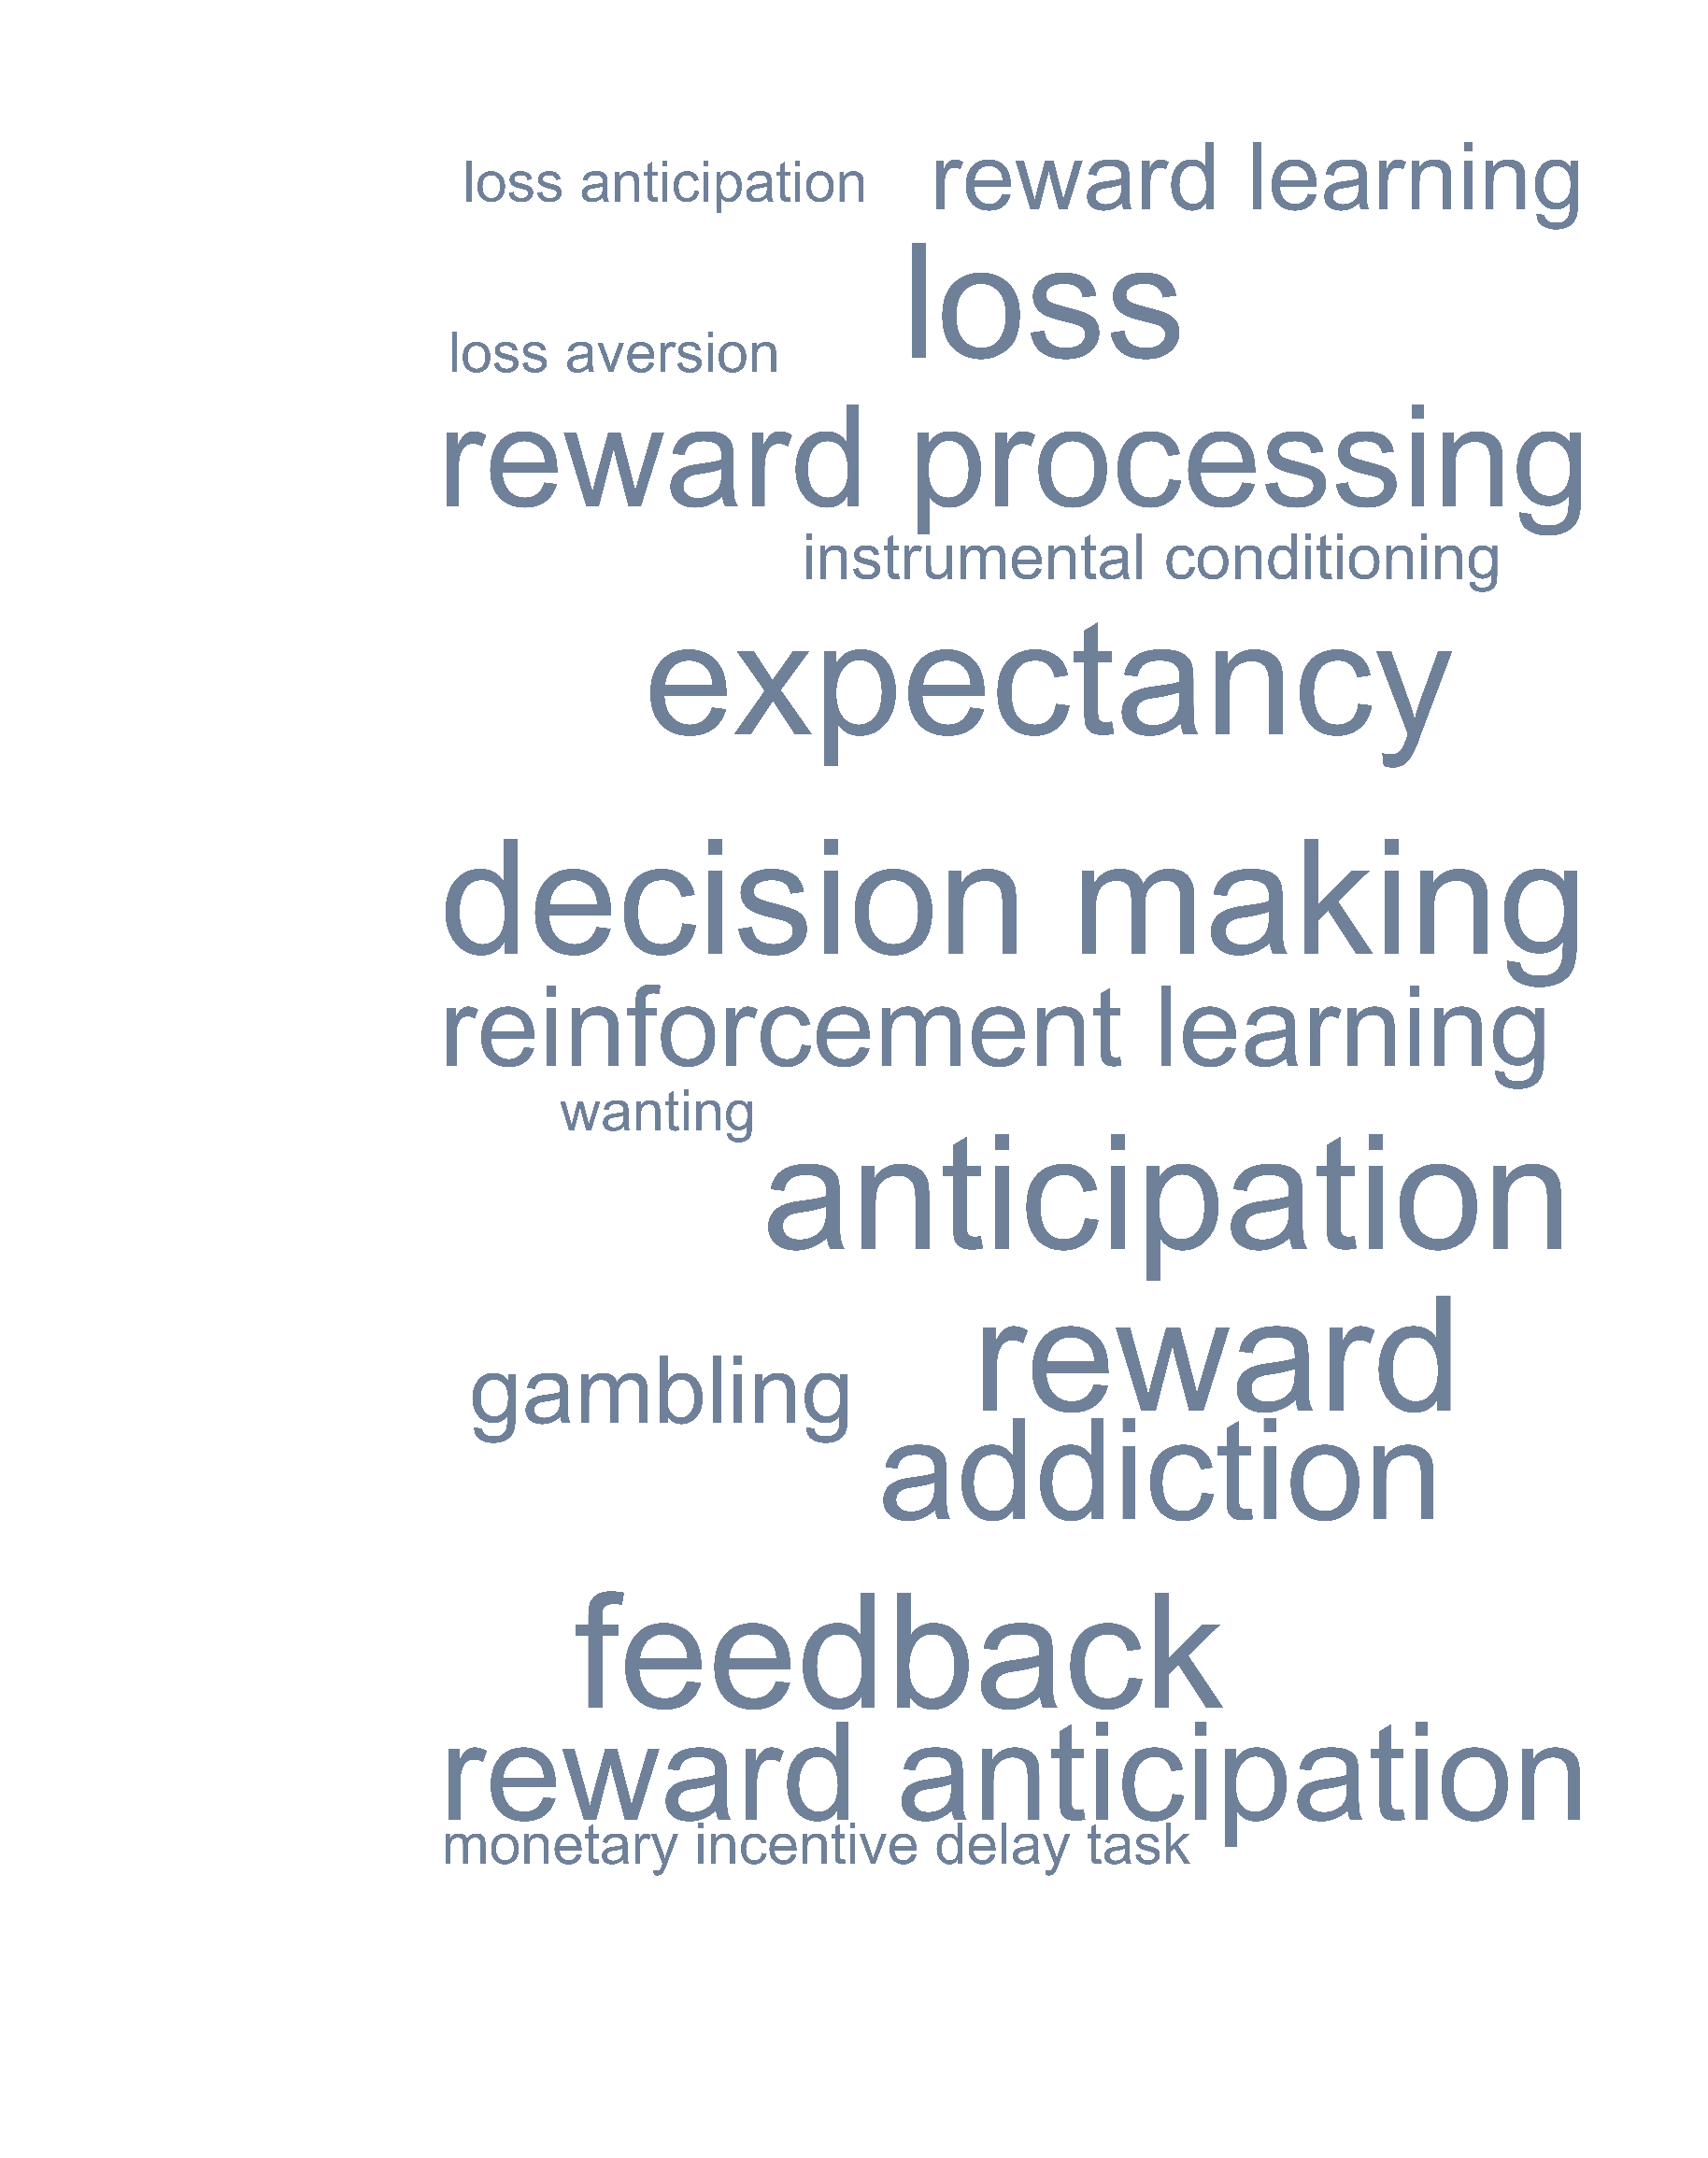 loss anticipation reward learning
loss
loss aversion
reward processing
instrumental conditioning
expectancy
decision making
reinforcement learning
wanting
anticipation
reward
gambling
addiction
feedback
reward anticipation
monetary incentive delay task